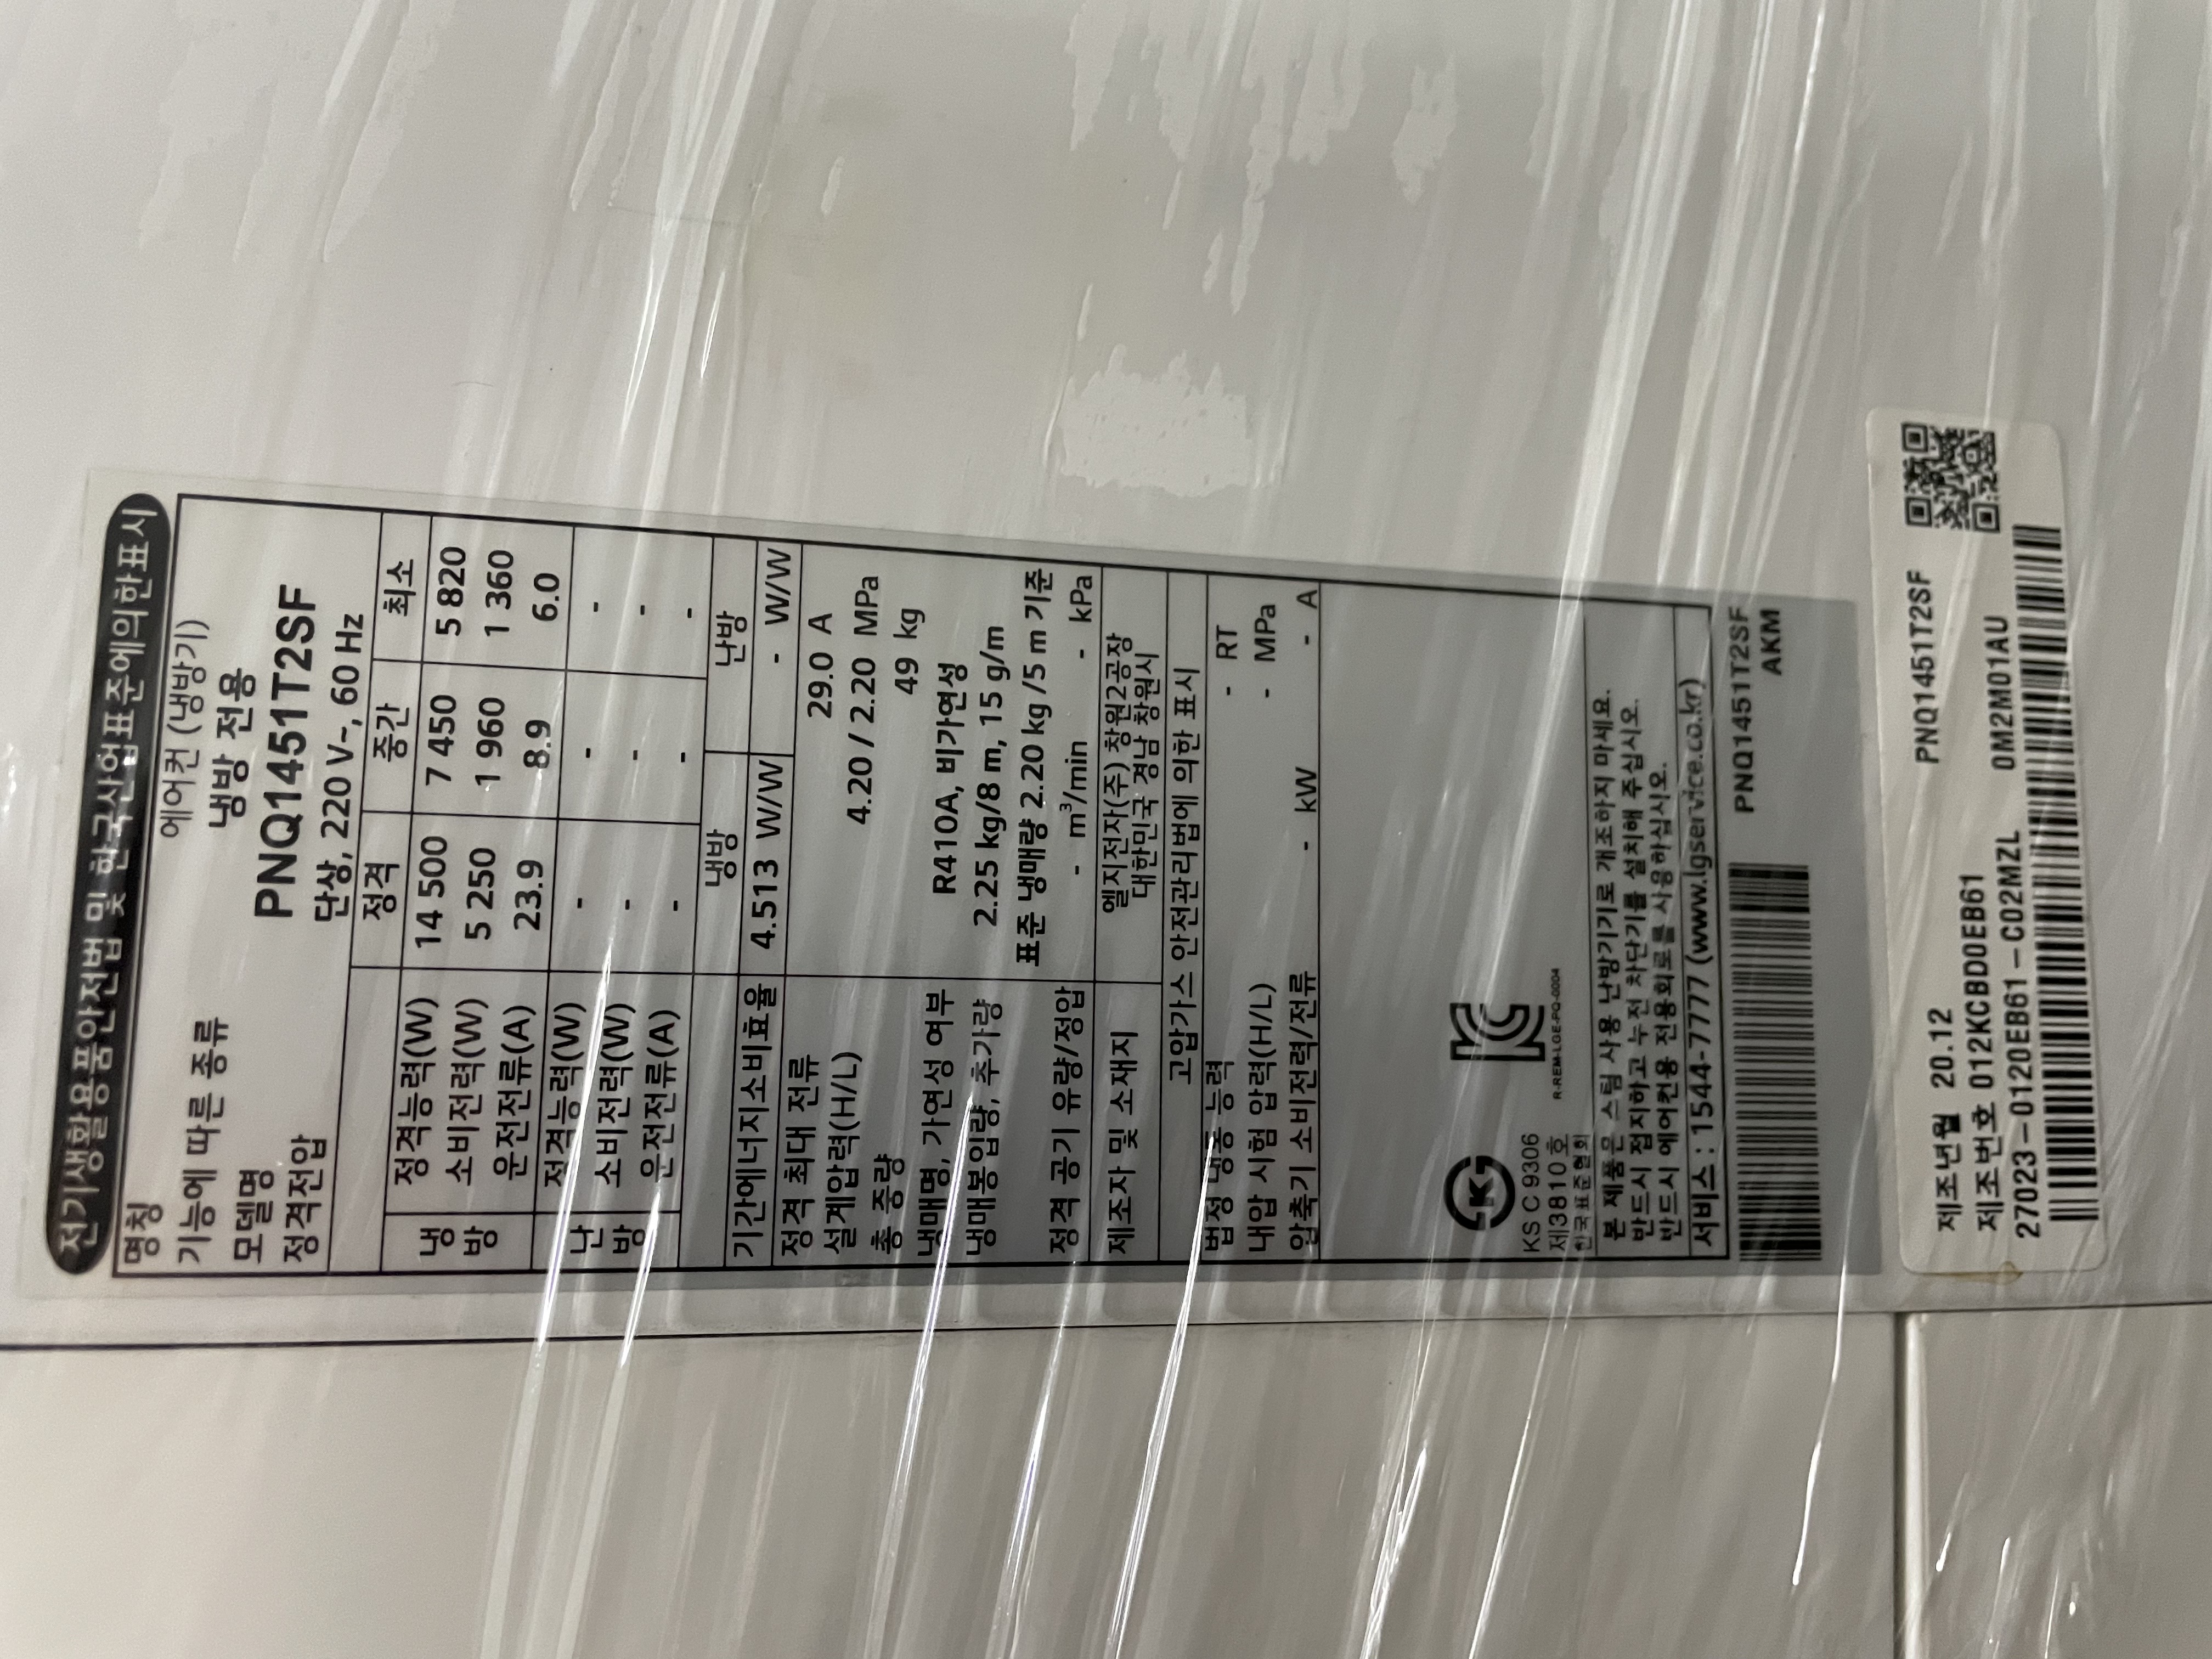 전기생활용품안전법 및 한국산업표준에의한표시
명칭 에어컨 (냉방기)
기능에 따른 종류 냉방 전용
모델명 PNQ1451T2SF
정격전압 단상, 220 V~, 60 Hz
정격 중간 최소
냉방 정격능력(W) 14 500 7 450 5 820
소비전력(W) 5 250 1 960 1 360
운전전류(A) 23.9 8.9 6.0
난방 정격능력(W) - - -
소비전력(W) - - -
운전전류(A) - - -
냉방 난방
기간에너지소비효율 4.513 W/W - W/W
정격 최대 전류 29.0 A
설계압력(H/L) 4.20 / 2.20 MPa
총 중량 49 kg
냉매명, 가연성 여부 R410A, 비가연성
냉매봉입량, 추가량 2.25 kg/8 m, 15 g/m
표준 냉매량 2.20 kg /5 m 기준
정격 공기 유량/정압 - m³/min - kPa
제조자 및 소재지 엘지전자(주) 창원2공장
대한민국 경남 창원시
고압가스 안전관리법에 의한 표시
법정 냉동 능력 - RT
내압 시험 압력(H/L) - MPa
압축기 소비전력/전류 - kW - A
KS C 9306
제3810호
한국표준협회
R-REM-LGE-PQ-0004
본 제품은 스팀 사용 난방기기로 개조하지 마세요.
반드시 접지하고 누전 차단기를 설치해 주십시오.
반드시 에어컨용 전용회로를 사용하십시오.
서비스 : 1544-7777 (www.lgservice.co.kr)
PNQ1451T2SF
AKM
제조년월 20.12 PNQ1451T2SF
제조번호 012KCBD0EB61
27023-0120EB61-C02MZL 0M2M01AU